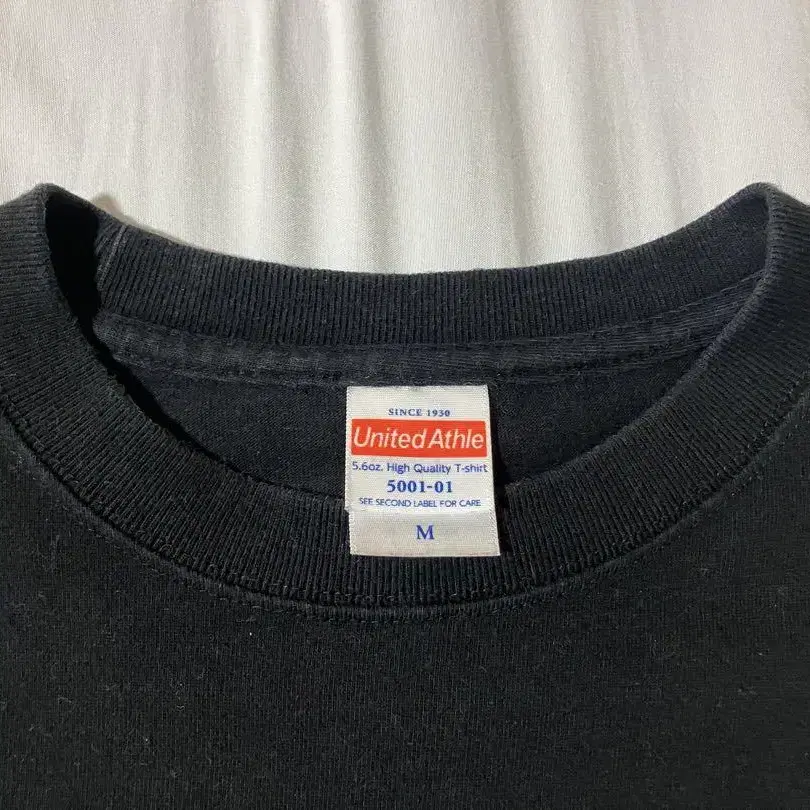 SINCE 1930
United Athle
5.6oz. High Quality T-shirt
5001-01
SEE SECOND LABEL FOR CARE
M